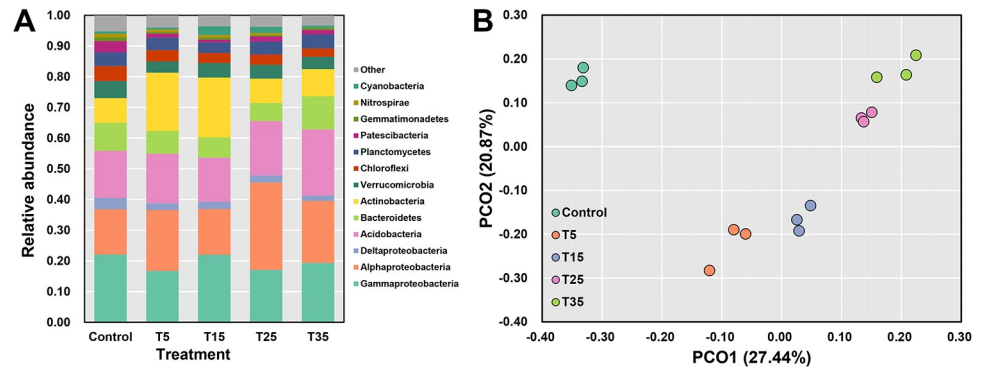 A
Relative abundance
1.00
0.90
0.80
0.70
0.60
0.50
0.40
0.30
0.20
0.10
0.00
Control T5 T15 T25 T35
Treatment
Other
Cyanobacteria
Nitrospirae
Gemmatimonadetes
Patescibacteria
Planctomycetes
Chloroflexi
Verrucomicrobia
Actinobacteria
Bacteroidetes
Acidobacteria
Deltaproteobacteria
Alphaproteobacteria
Gammaproteobacteria
B
PCO2 (20.87%)
0.30
0.20
0.10
0.00
-0.10
-0.20
-0.30
-0.40
Control
T5
T15
T25
T35
-0.40 -0.30 -0.20 -0.10 0.00 0.10 0.20 0.30
PCO1 (27.44%)